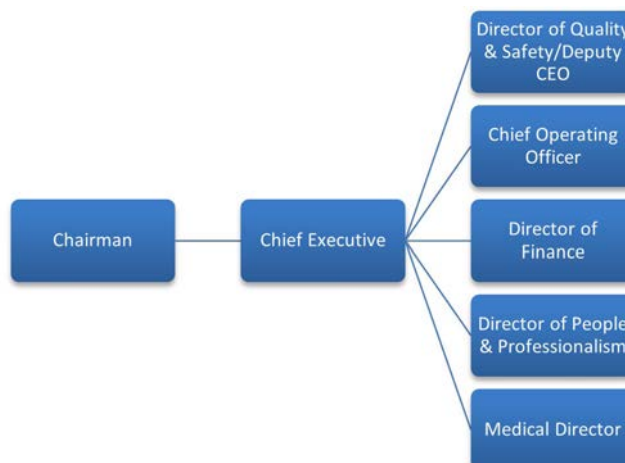 Director of Quality
& Safety/Deputy
CEO
Chief Operating
Officer
Chairman
Chief Executive
Director of
Finance
Director of People
& Professionalism
Medical Director